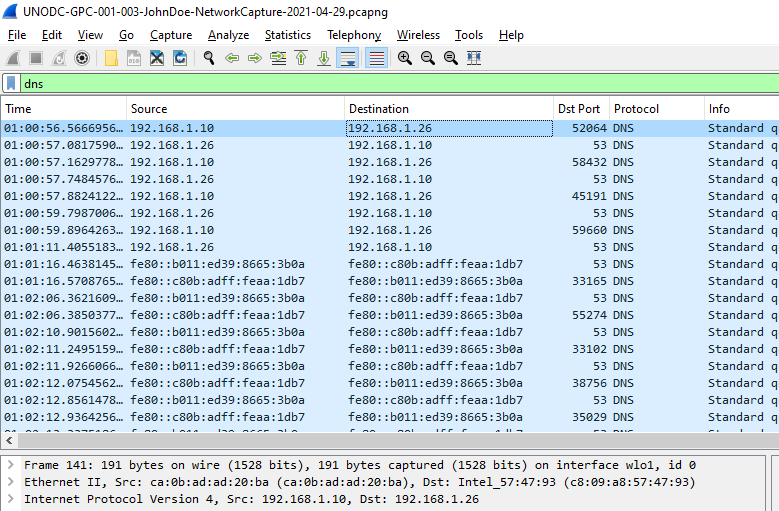 UNODC-GPC-001-003-JohnDoe-NetworkCapture-2021-04-29.pcapng
File Edit View Go Capture Analyze Statistics Telephony Wireless Tools Help
dns
Time Source Destination Dst Port Protocol Info
01:00:56.5666956… 192.168.1.10 192.168.1.26 52064 DNS Standard q
01:00:57.0817590… 192.168.1.26 192.168.1.10 53 DNS Standard q
01:00:57.1629778… 192.168.1.10 192.168.1.26 58432 DNS Standard q
01:00:57.7484576… 192.168.1.26 192.168.1.10 53 DNS Standard q
01:00:57.8824122… 192.168.1.10 192.168.1.26 45191 DNS Standard q
01:00:59.7987006… 192.168.1.26 192.168.1.10 53 DNS Standard q
01:00:59.8964263… 192.168.1.10 192.168.1.26 59660 DNS Standard q
01:01:11.4055183… 192.168.1.26 192.168.1.10 53 DNS Standard q
01:01:16.4638145… fe80::b011:ed39:8665:3b0a fe80::c80b:adff:feaa:1db7 53 DNS Standard q
01:01:16.5708765… fe80::c80b:adff:feaa:1db7 fe80::b011:ed39:8665:3b0a 33165 DNS Standard q
01:02:06.3621609… fe80::b011:ed39:8665:3b0a fe80::c80b:adff:feaa:1db7 53 DNS Standard q
01:02:06.3850377… fe80::c80b:adff:feaa:1db7 fe80::b011:ed39:8665:3b0a 55274 DNS Standard q
01:02:10.9015602… fe80::b011:ed39:8665:3b0a fe80::c80b:adff:feaa:1db7 53 DNS Standard q
01:02:11.2495159… fe80::c80b:adff:feaa:1db7 fe80::b011:ed39:8665:3b0a 33102 DNS Standard q
01:02:11.9266066… fe80::b011:ed39:8665:3b0a fe80::c80b:adff:feaa:1db7 53 DNS Standard q
01:02:12.0754562… fe80::c80b:adff:feaa:1db7 fe80::b011:ed39:8665:3b0a 38756 DNS Standard q
01:02:12.8561478… fe80::b011:ed39:8665:3b0a fe80::c80b:adff:feaa:1db7 53 DNS Standard q
01:02:12.9364256… fe80::c80b:adff:feaa:1db7 fe80::b011:ed39:8665:3b0a 35029 DNS Standard q
Frame 141: 191 bytes on wire (1528 bits), 191 bytes captured (1528 bits) on interface wlo1, id 0
Ethernet II, Src: ca:0b:ad:ad:20:ba (ca:0b:ad:ad:20:ba), Dst: Intel_57:47:93 (c8:09:a8:57:47:93)
Internet Protocol Version 4, Src: 192.168.1.10, Dst: 192.168.1.26